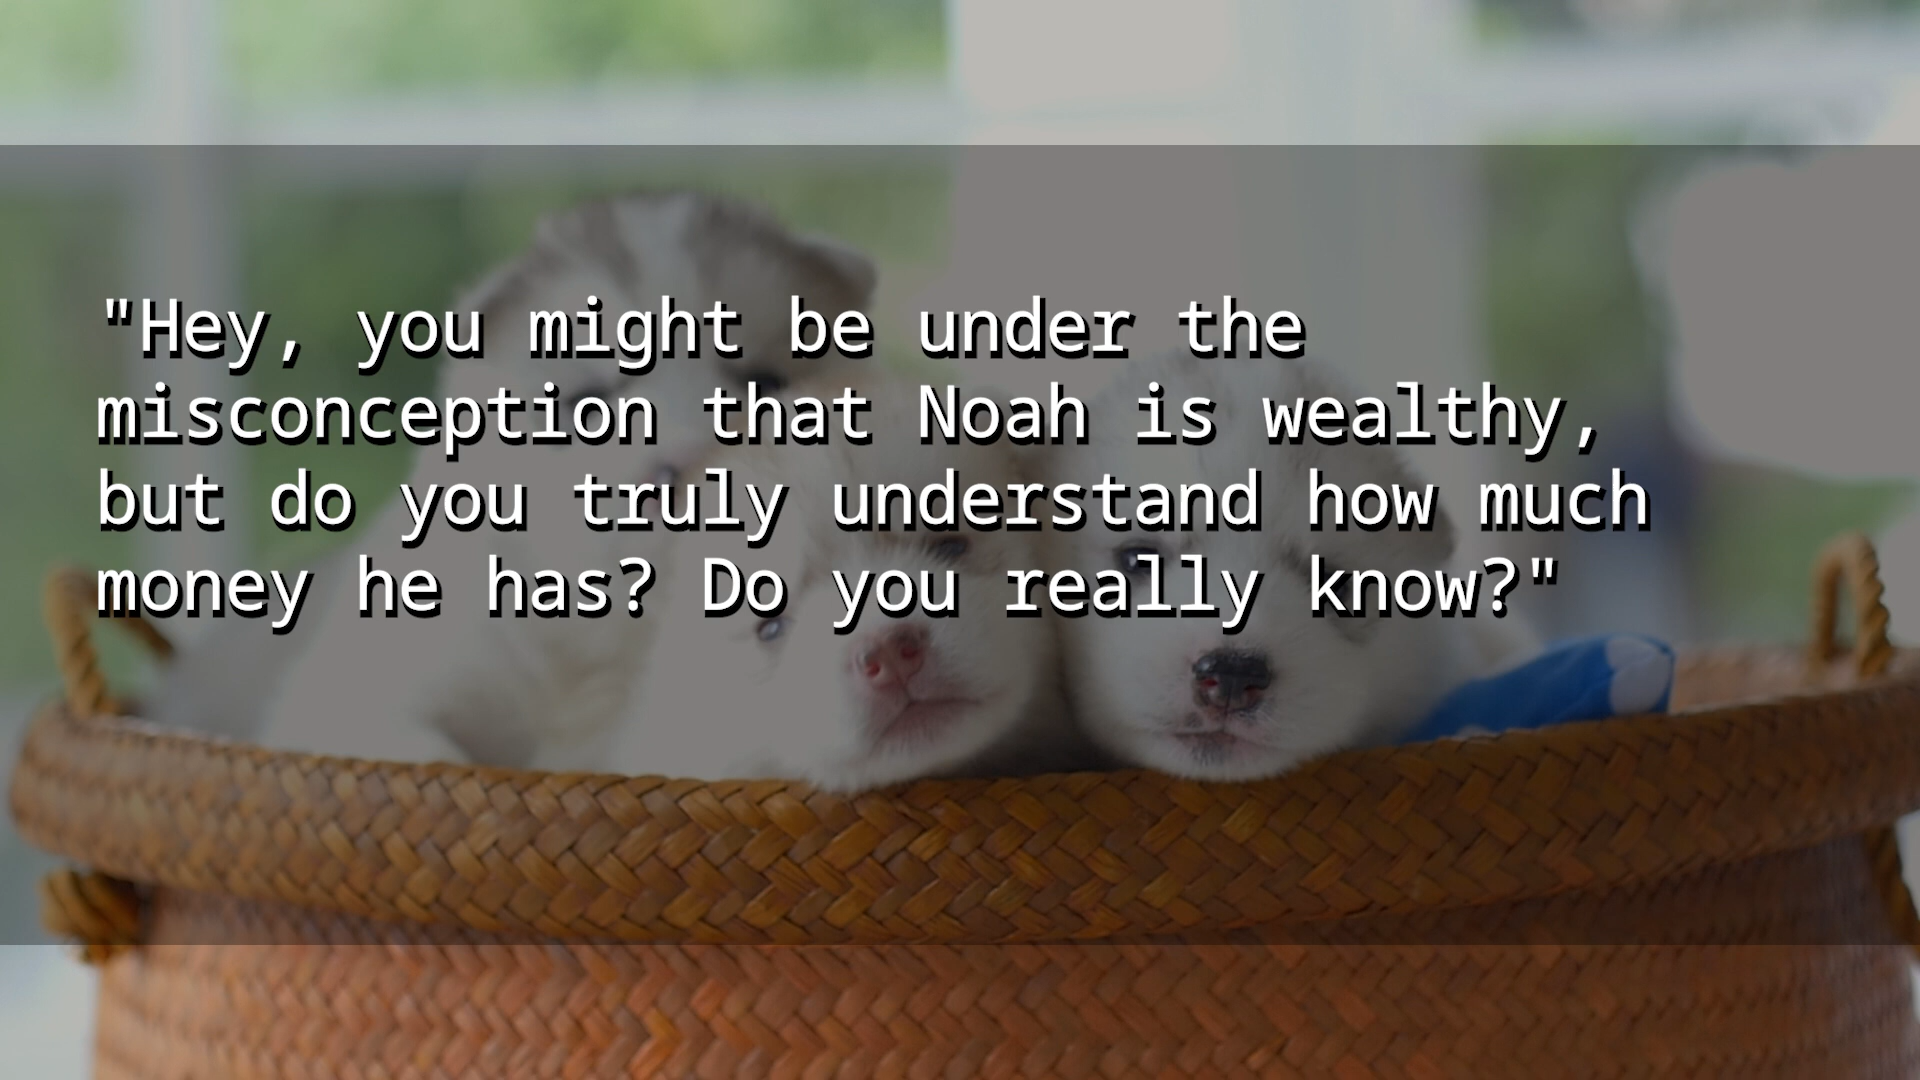 "Hey, you might be under the
misconception that Noah is wealthy,
but do you truly understand how much
money he has? Do you really know?"